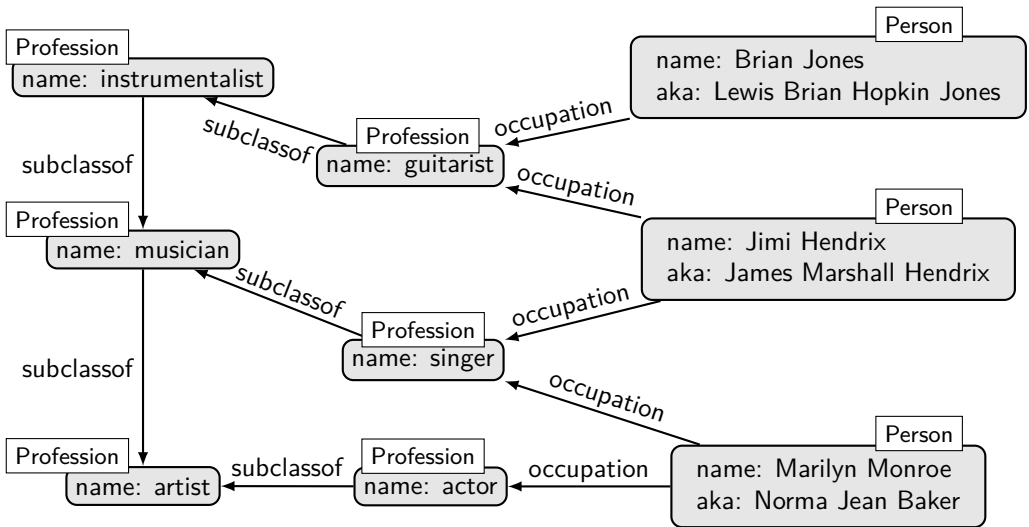 Person
Profession
name: Brian Jones
aka: Lewis Brian Hopkin Jones
name: instrumentalist
occupation
subclassof
Profession
name: guitarist
subclassof
occupation
Person
Profession
name: Jimi Hendrix
aka: James Marshall Hendrix
name: musician
subclassof
occupation
Profession
name: singer
subclassof
occupation
Person
Profession
Profession
name: Marilyn Monroe
aka: Norma Jean Baker
occupation
subclassof
name: artist
name: actor